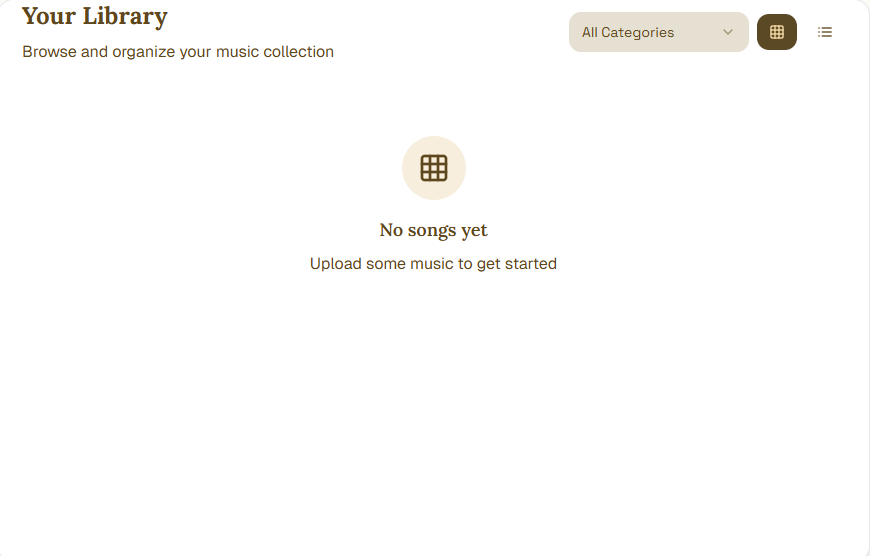 Your Library
Browse and organize your music collection
All Categories
No songs yet
Upload some music to get started